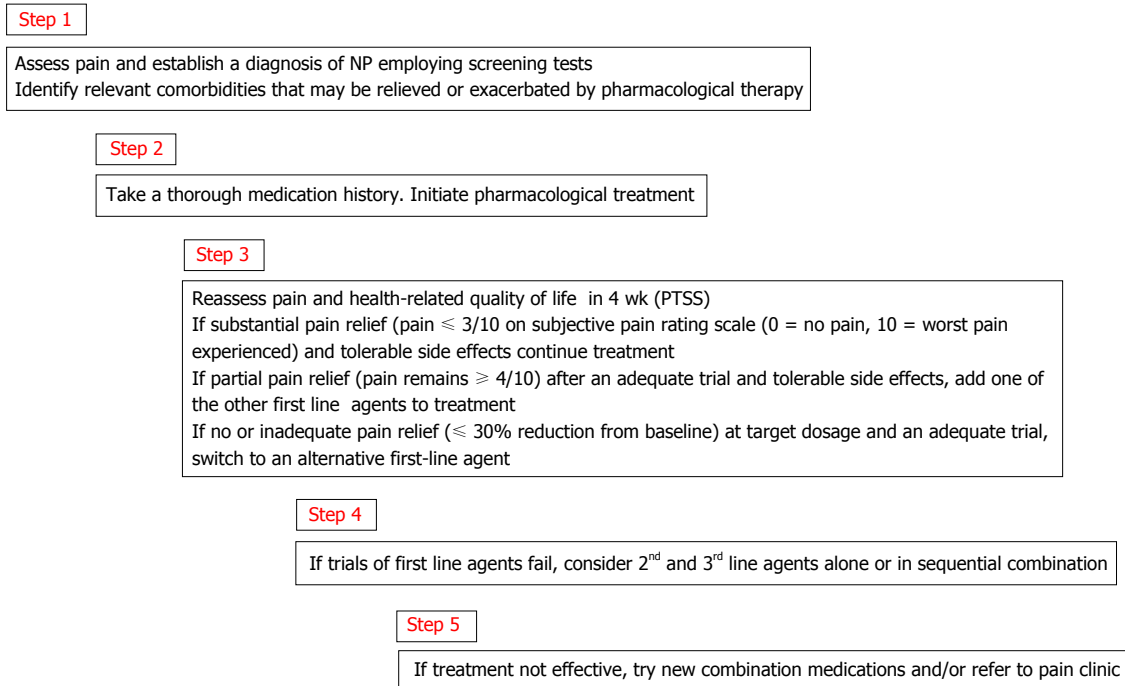 Step 1
Assess pain and establish a diagnosis of NP employing screening tests
Identify relevant comorbidities that may be relieved or exacerbated by pharmacological therapy
Step 2
Take a thorough medication history. Initiate pharmacological treatment
Step 3
Reassess pain and health-related quality of life in 4 wk (PTSS)
If substantial pain relief (pain ≤ 3/10 on subjective pain rating scale (0 = no pain, 10 = worst pain
experienced) and tolerable side effects continue treatment
If partial pain relief (pain remains ≥ 4/10) after an adequate trial and tolerable side effects, add one of
the other first line agents to treatment
If no or inadequate pain relief (≤ 30% reduction from baseline) at target dosage and an adequate trial,
switch to an alternative first-line agent
Step 4
If trials of first line agents fail, consider 2nd and 3rd line agents alone or in sequential combination
Step 5
If treatment not effective, try new combination medications and/or refer to pain clinic